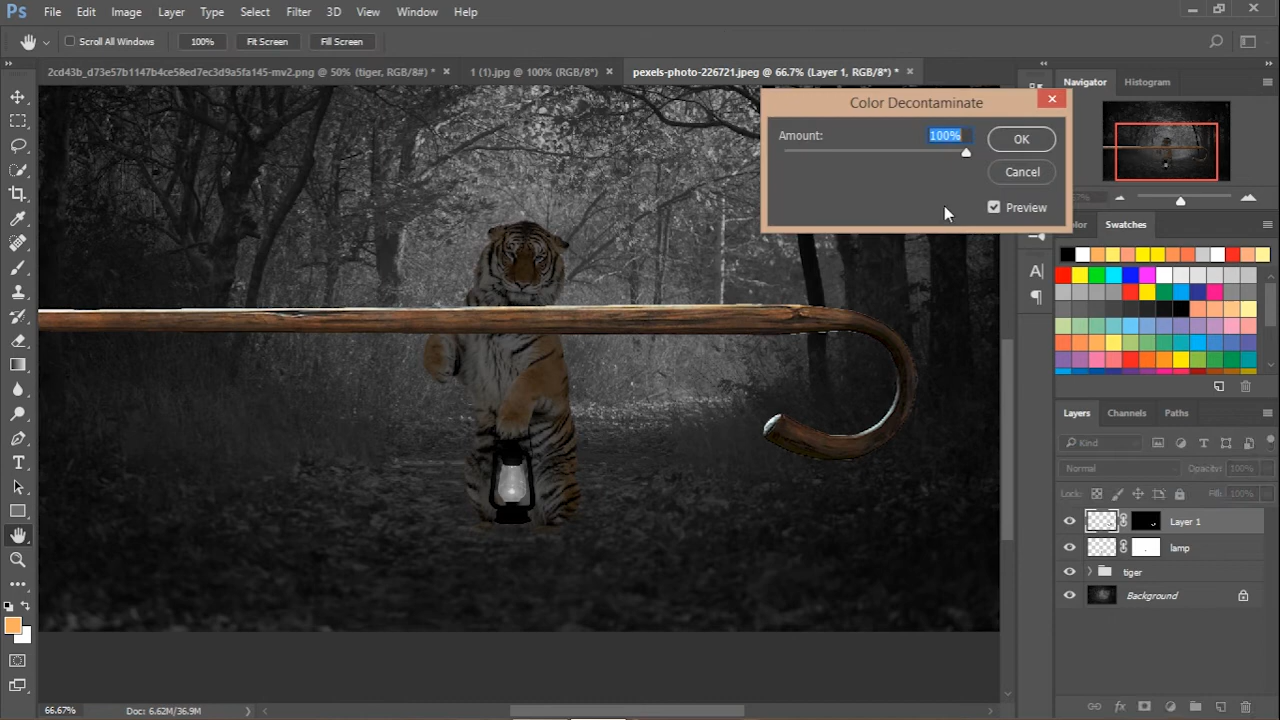 Ps File Edit Image Layer Type Select Filter 3D View Window Help
Scroll All Windows 100% Fit Screen Fill Screen
2cd43b_d73e57b1147b4ce58ed7ec3d9a5fa145-mv2.png @ 50% (tiger, RGB/8#) * × 1 (1).jpg @ 100% (RGB/8*) × pexels-photo-226721.jpeg @ 66.7% (Layer 1, RGB/8*) * ×
Navigator Histogram
Color Decontaminate
Amount: 100% OK
Cancel
Preview
Swatches
Layers Channels Paths
Kind
Normal Opacity: 100%
Lock: Fill: 100%
Layer 1
lamp
tiger
Background
66.67% Doc: 6.62M/36.9M